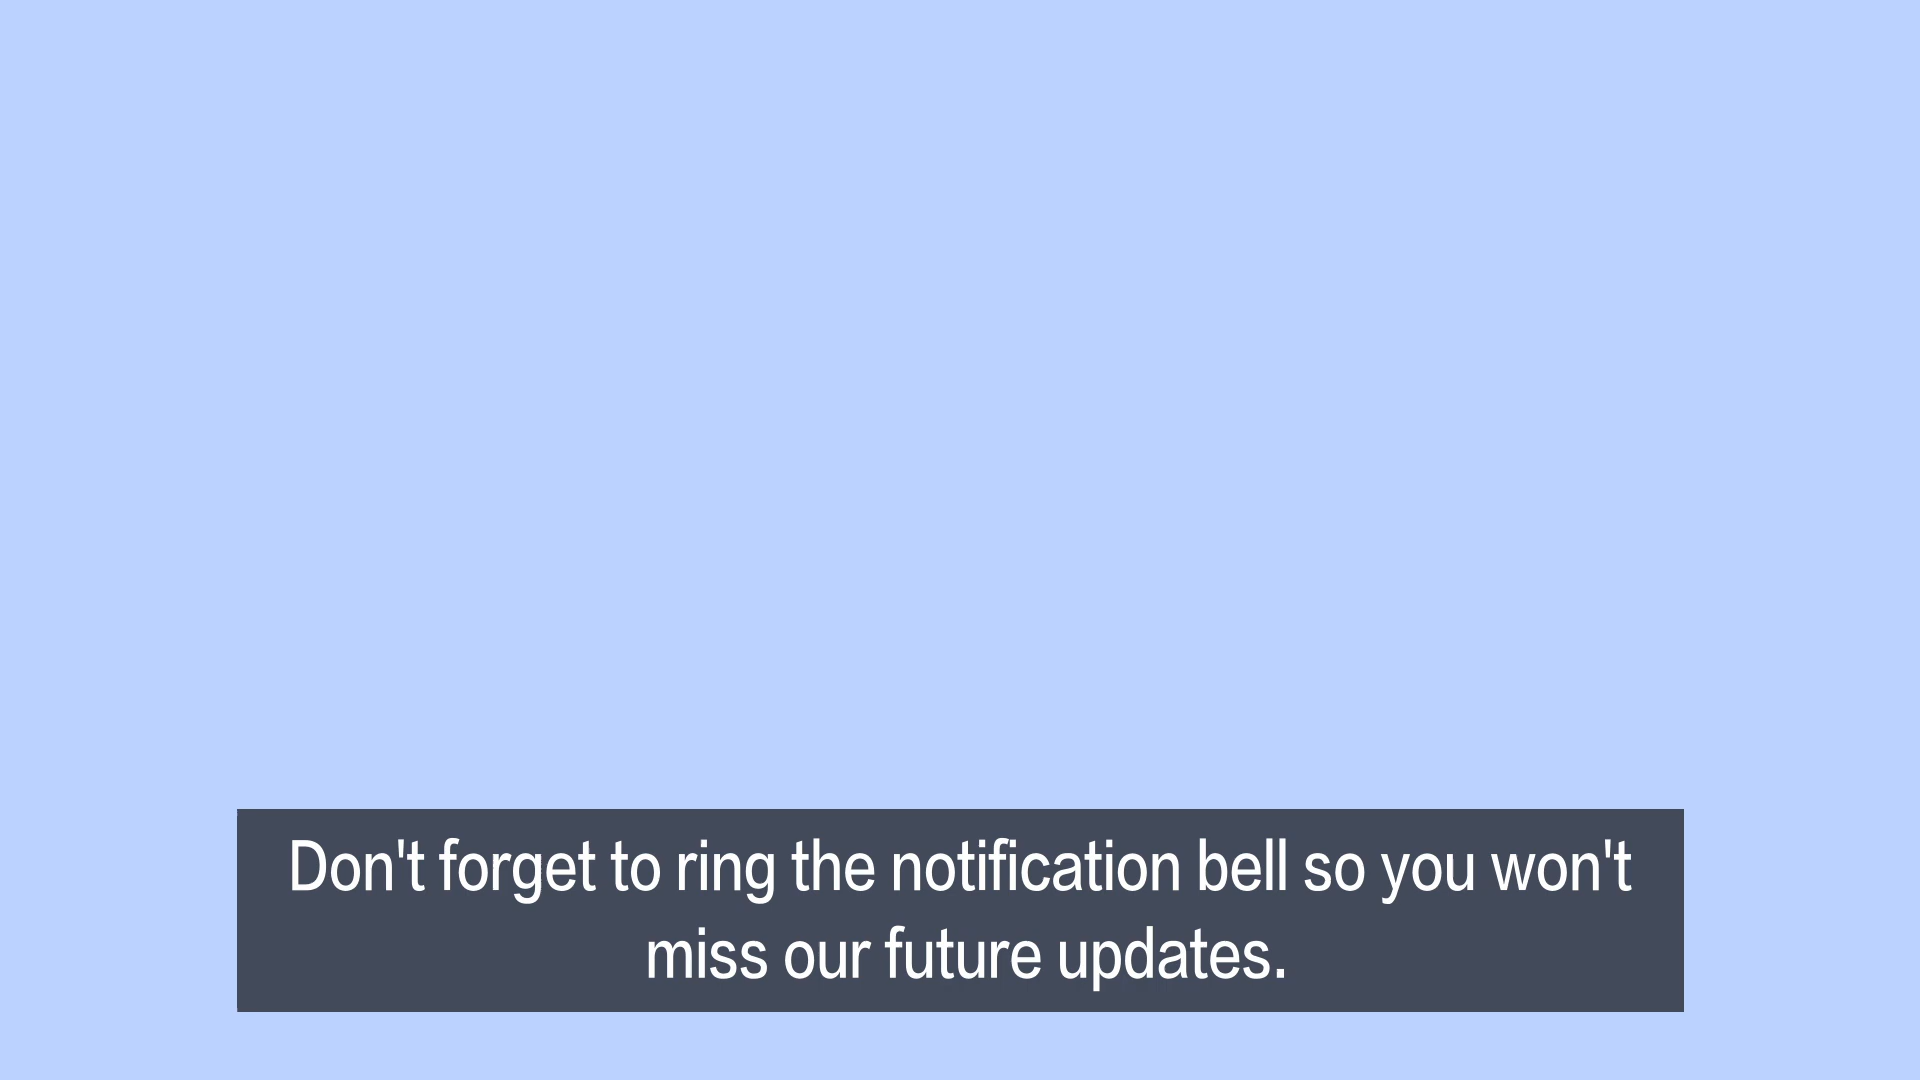 Don't forget to ring the notification bell so you won't
miss our future updates.